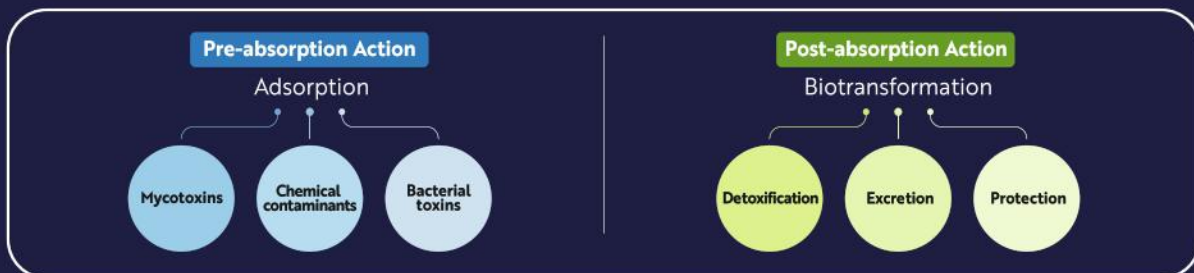 Pre-absorption Action
Adsorption
Mycotoxins
Chemical
contaminants
Bacterial
toxins
Post-absorption Action
Biotransformation
Detoxification
Excretion
Protection